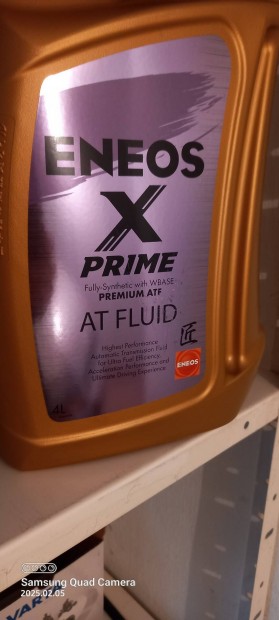 ENEOS
X
PRIME
Fully-Synthetic with WBASE
PREMIUM ATF
AT FLUID
匠
Highest Performance
Automatic Transmission Fluid
for Ultra Fuel Efficiency,
Acceleration Performance and
Ultimate Driving Experience
ENEOS
4L
Samsung Quad Camera
2025.02.05
VAR